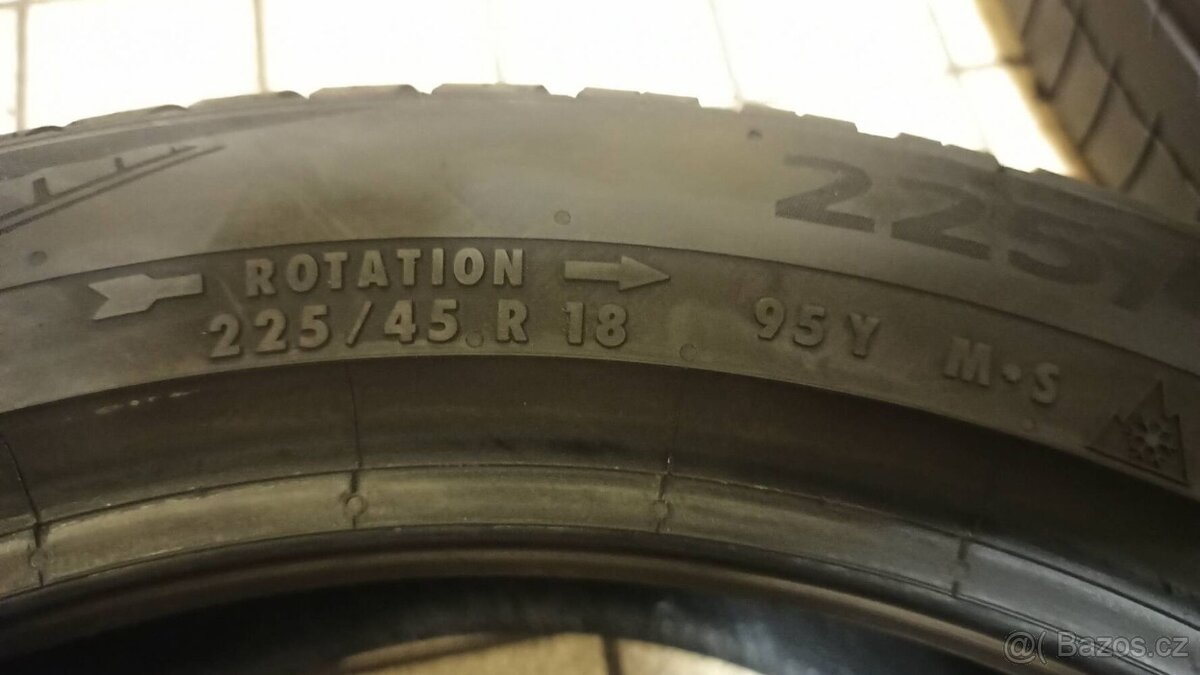 225/
ROTATION
225/45 R 18 95Y M•S
@( Bazos.cz